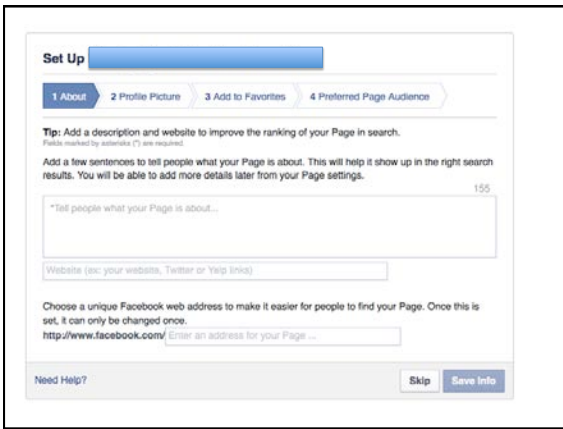 Set Up
1 About 2 Profile Picture 3 Add to Favorites 4 Preferred Page Audience
Tip: Add a description and website to improve the ranking of your Page in search.
Fields marked by asterisks (*) are required.
Add a few sentences to tell people what your Page is about. This will help it show up in the right search
results. You will be able to add more details later from your Page settings.
155
*Tell people what your Page is about...
Website (ex: your website, Twitter or Yelp links)
Choose a unique Facebook web address to make it easier for people to find your Page. Once this is
set, it can only be changed once.
http://www.facebook.com/ Enter an address for your Page ...
Need Help? Skip Save Info